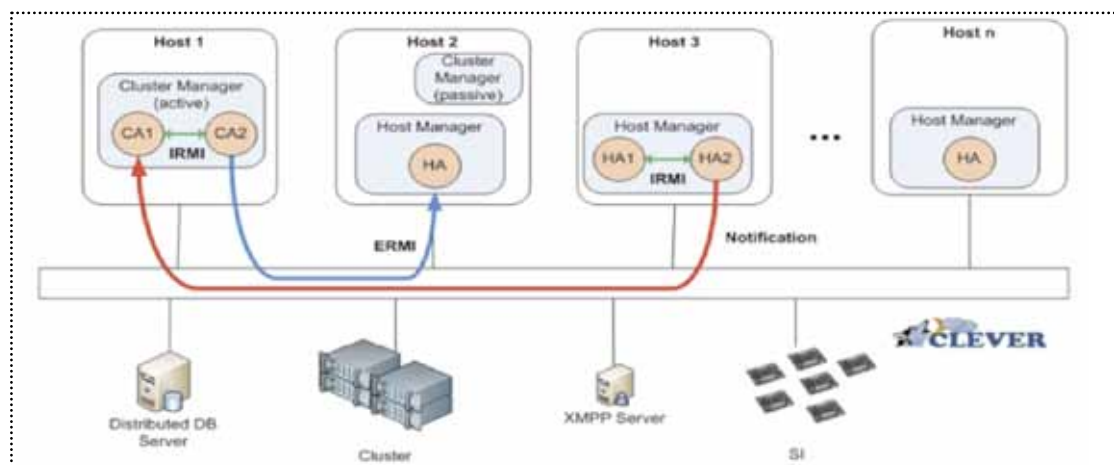 Host 1
Cluster Manager
(active)
CA1
CA2
IRMI
Host 2
Cluster
Manager
(passive)
Host Manager
HA
Host 3
Host Manager
HA1
HA2
IRMI
...
Host n
Host Manager
HA
ERMI
Notification
Distributed DB
Server
Cluster
XMPP Server
SI
CLEVER